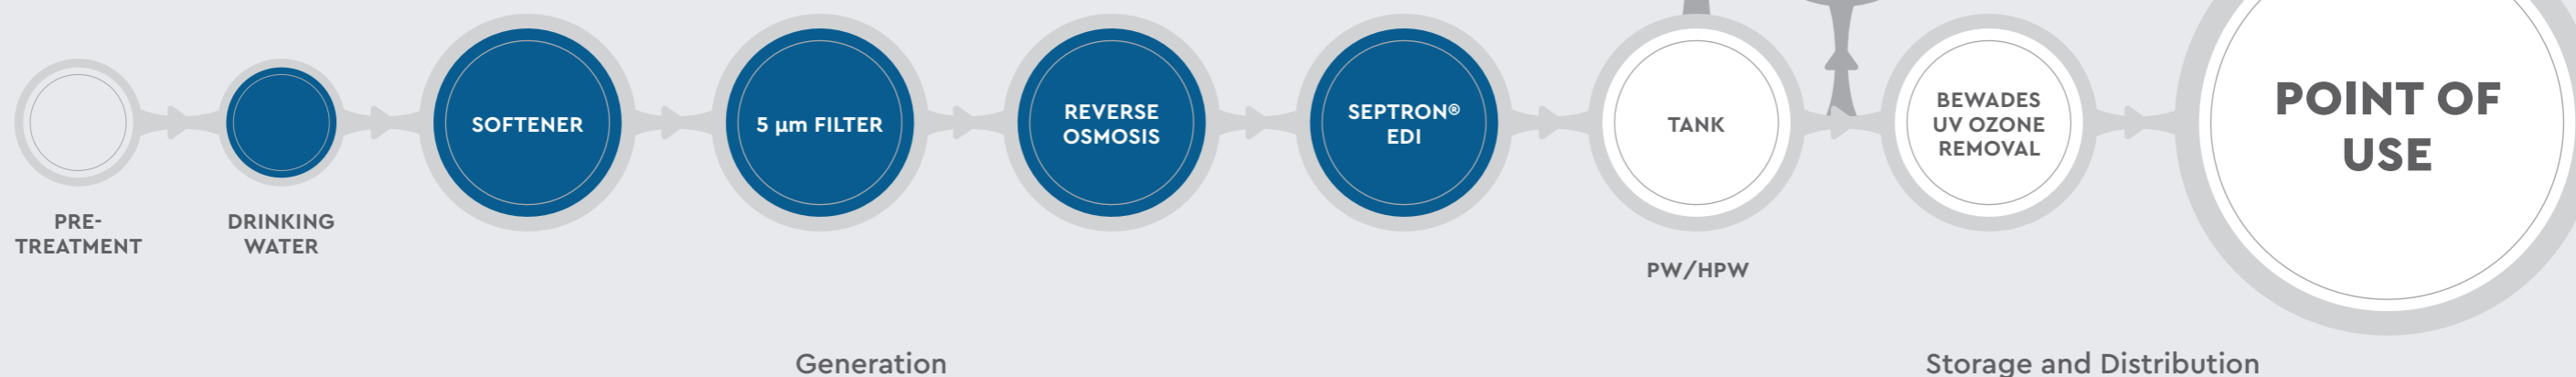 PRE-
TREATMENT
DRINKING
WATER
SOFTENER
5 µm FILTER
REVERSE
OSMOSIS
SEPTRON®
EDI
TANK
PW/HPW
BEWADES
UV OZONE
REMOVAL
POINT OF
USE
Generation
Storage and Distribution